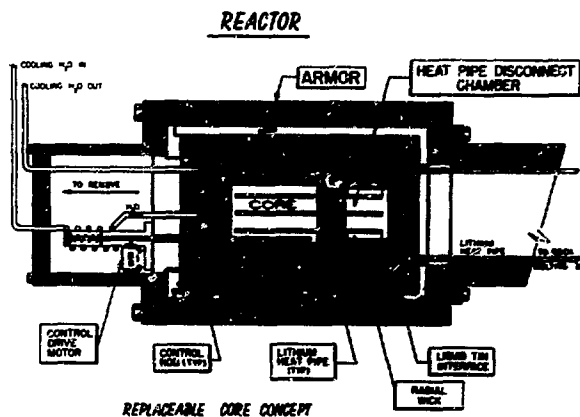 REACTOR
COOLING H₂O IN
COOLING H₂O OUT
ARMOR
HEAT PIPE DISCONNECT
CHAMBER
TO REMOVE
H₂O
CORE
LITHIUM
HEAT PIPE
CONTROL
DRIVE
MOTOR
CONTROL
ROD (TYP)
LITHIUM
HEAT PIPE
(TYP)
LIQUID TIN
INTERFACE
RADIAL
WICK
REPLACEABLE CORE CONCEPT